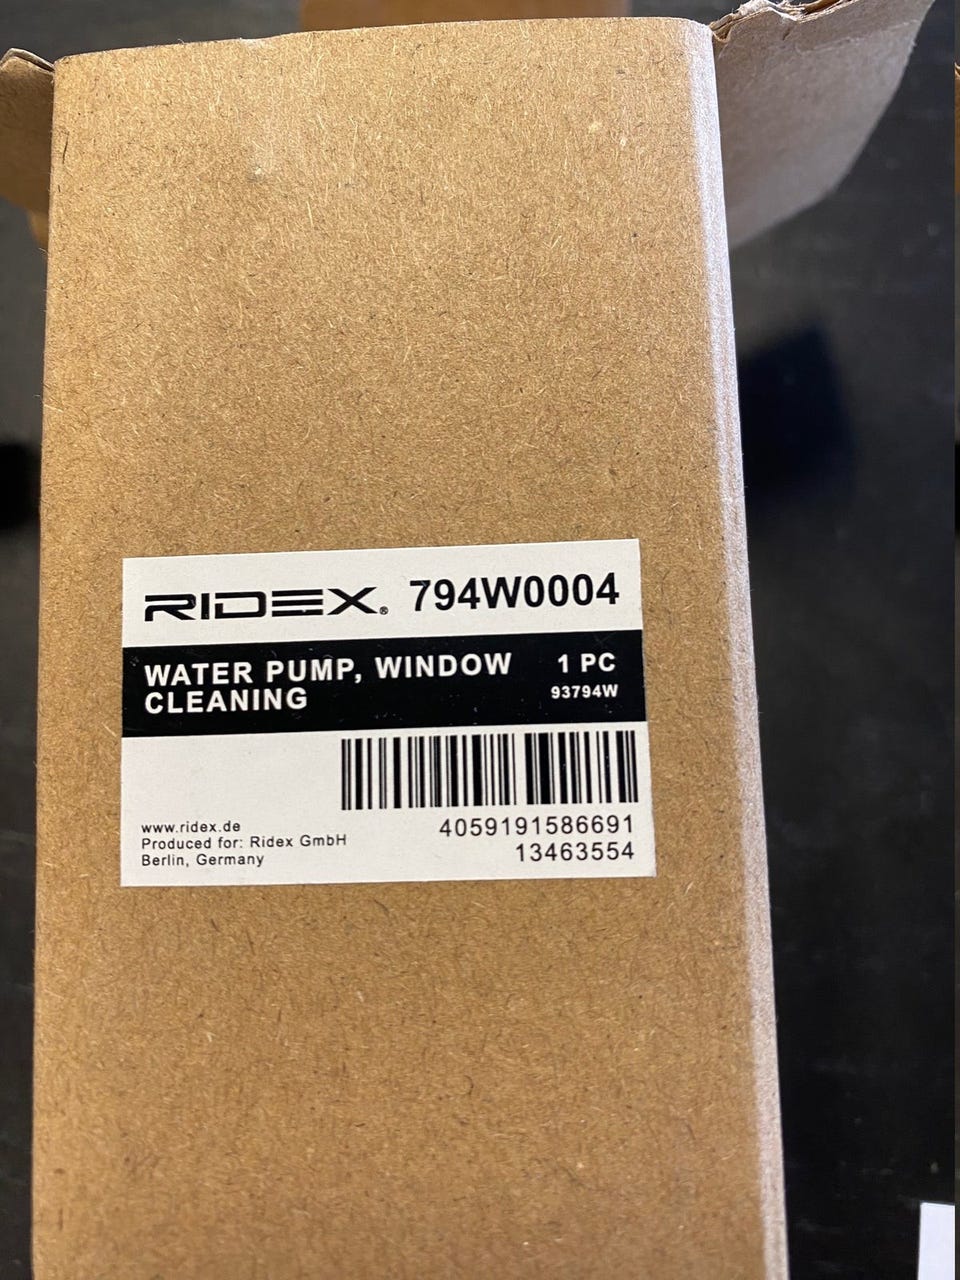 RIDEX® 794W0004
WATER PUMP, WINDOW 1 PC
CLEANING 93794W
www.ridex.de
Produced for: Ridex GmbH
Berlin, Germany
4059191586691
13463554